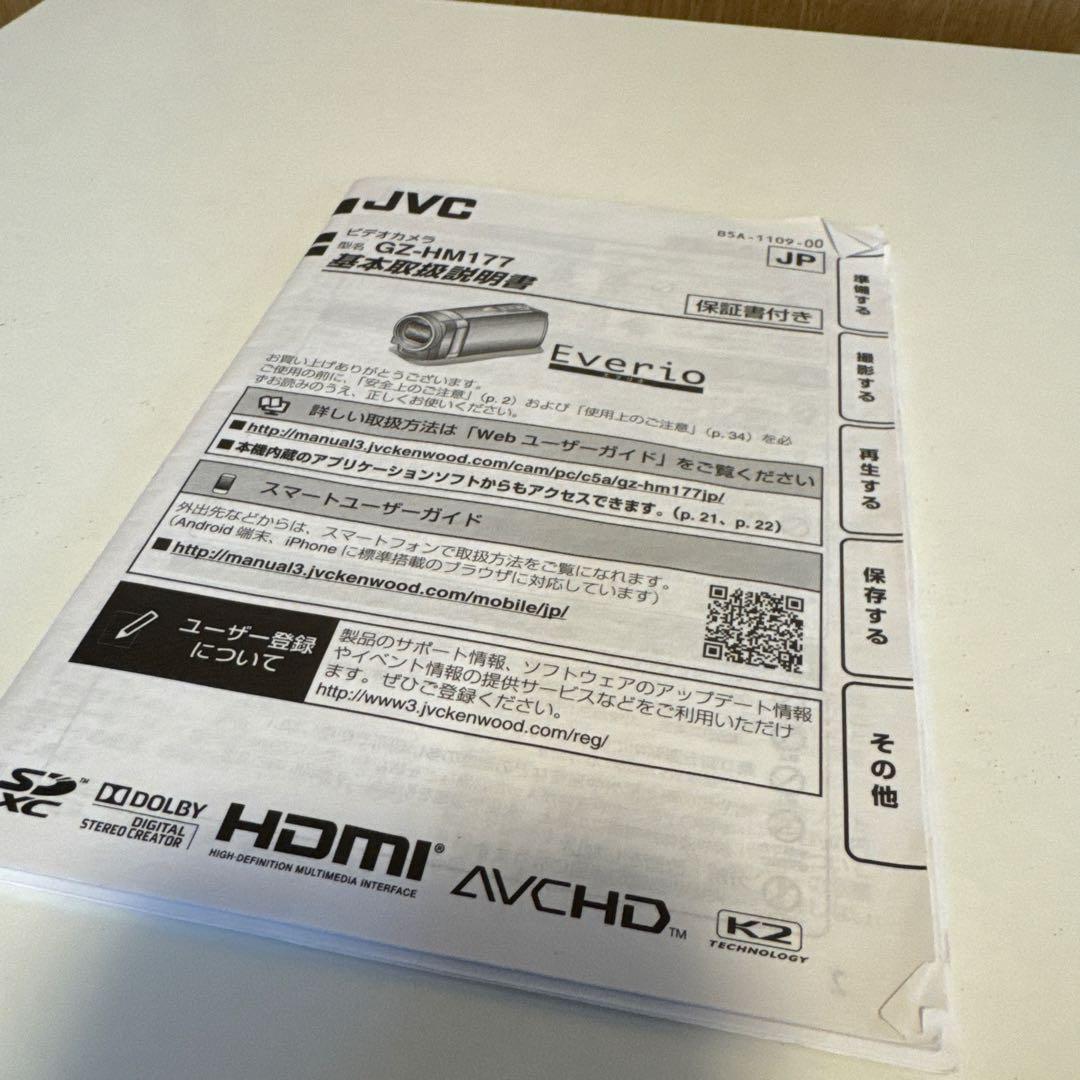 JVC
B5A-1109-00
JP
ビデオカメラ
型名 GZ-HM177
基本取扱説明書
保証書付き
Everio
お買い上げありがとうございます。
ご使用の前に、「安全上のご注意」(p. 2) および「使用上のご注意」(p. 34) を必
ずお読みのうえ、正しくお使いください。
詳しい取扱方法は「Web ユーザーガイド」をご覧ください
■http://manual3.jvckenwood.com/cam/pc/c5a/gz-hm177jp/
■本機内蔵のアプリケーションソフトからもアクセスできます。(p. 21、p. 22)
スマートユーザーガイド
外出先などからは、スマートフォンで取扱方法をご覧になれます。
(Android 端末、iPhone に標準搭載のブラウザに対応しています)
■http://manual3.jvckenwood.com/mobile/jp/
ユーザー登録
について
製品のサポート情報、ソフトウェアのアップデート情報
やイベント情報の提供サービスなどをご利用いただけ
ます。ぜひご登録ください。
http://www3.jvckenwood.com/reg/
SD XC™
DOLBY
DIGITAL
STEREO CREATOR
HDMI®
HIGH-DEFINITION MULTIMEDIA INTERFACE
AVCHD™
K2
TECHNOLOGY
準備する
撮影する
再生する
保存する
その他